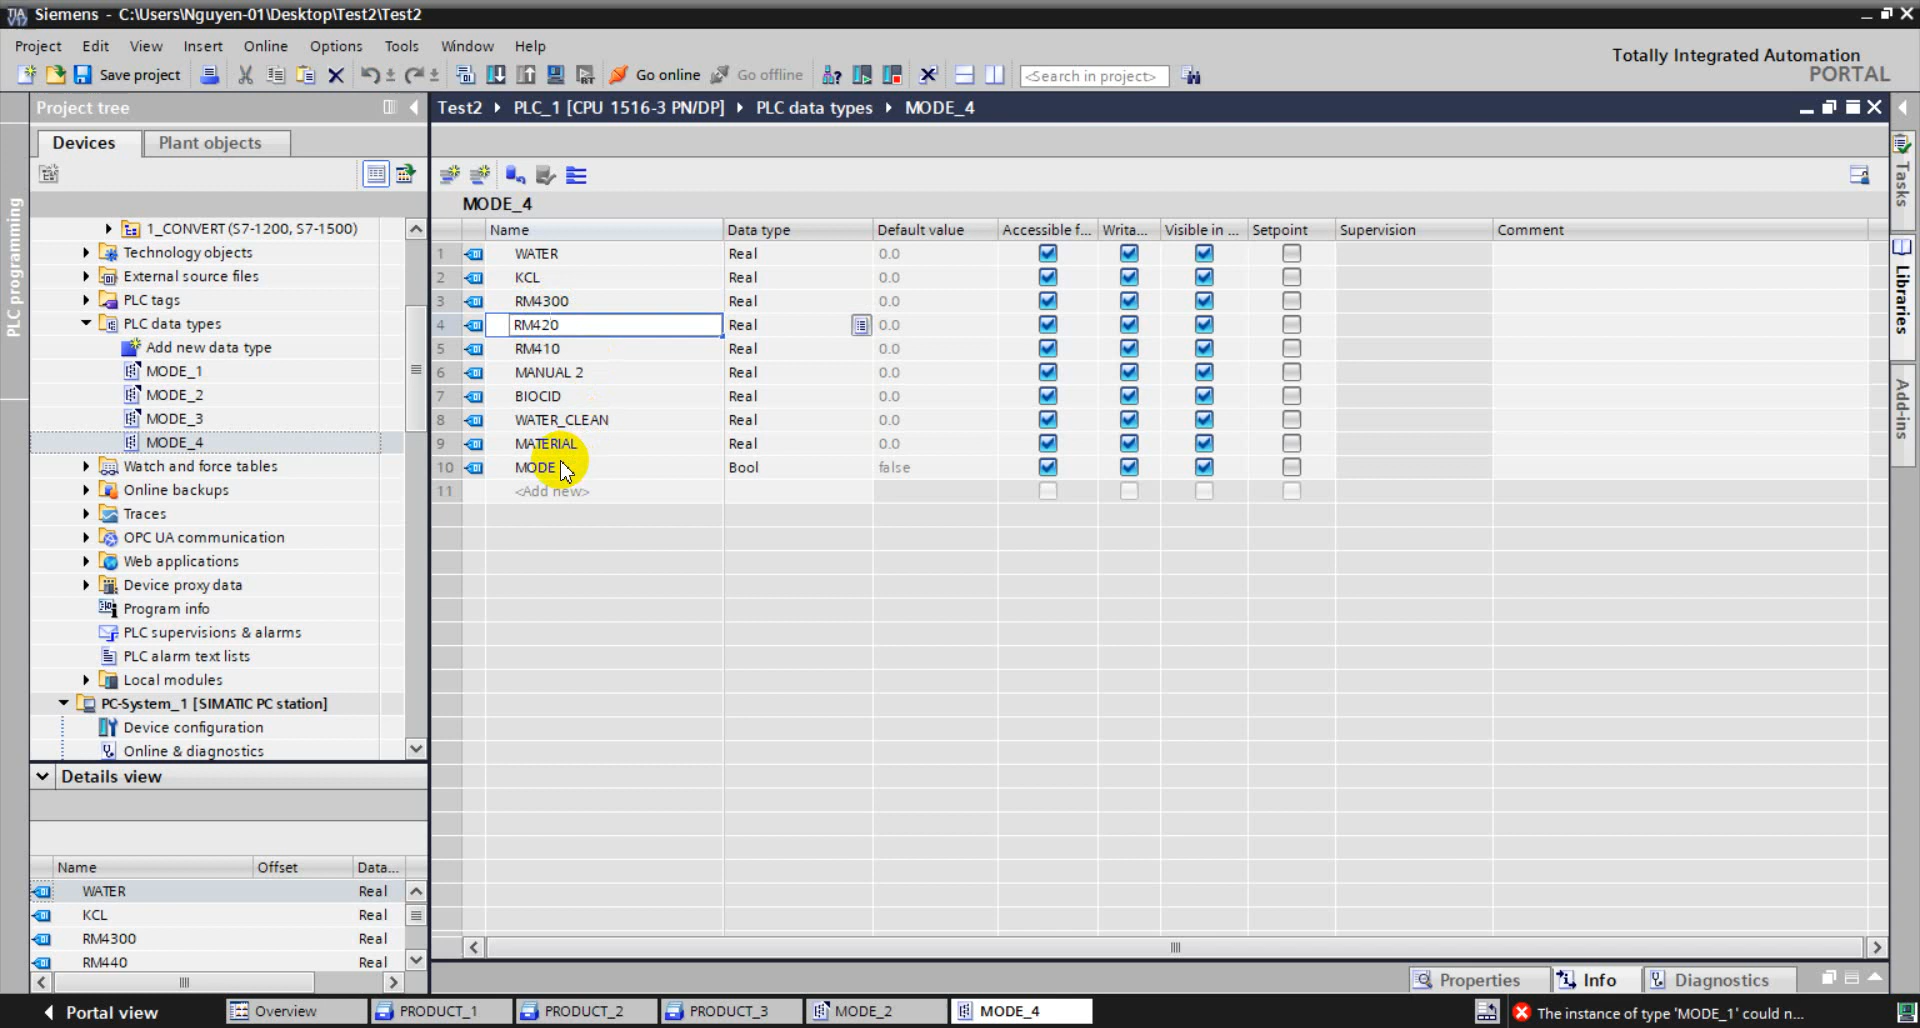 Siemens - C:\Users\Nguyen-01\Desktop\Test2\Test2
Project Edit View Insert Online Options Tools Window Help
Totally Integrated Automation
PORTAL
Save project Go online Go offline <Search in project>
Project tree
Test2 PLC_1 [CPU 1516-3 PN/DP] PLC data types MODE_4
Devices Plant objects
PLC programming
1_CONVERT (S7-1200, S7-1500)
Technology objects
External source files
PLC tags
PLC data types
Add new data type
MODE_1
MODE_2
MODE_3
MODE_4
Watch and force tables
Online backups
Traces
OPC UA communication
Web applications
Device proxy data
Program info
PLC supervisions & alarms
PLC alarm text lists
Local modules
PC-System_1 [SIMATIC PC station]
Device configuration
Online & diagnostics
Details view
Name Offset Data...
WATER Real
KCL Real
RM4300 Real
RM440 Real
MODE_4
Name Data type Default value Accessible f... Writa... Visible in ... Setpoint Supervision Comment
1 WATER Real 0.0
2 KCL Real 0.0
3 RM4300 Real 0.0
4 RM420 Real 0.0
5 RM410 Real 0.0
6 MANUAL 2 Real 0.0
7 BIOCID Real 0.0
8 WATER_CLEAN Real 0.0
9 MATERIAL Real 0.0
10 MODE Bool false
11 <Add new>
Tasks
Libraries
Add-ins
Properties Info Diagnostics
Portal view Overview PRODUCT_1 PRODUCT_2 PRODUCT_3 MODE_2 MODE_4 The instance of type 'MODE_1' could n...